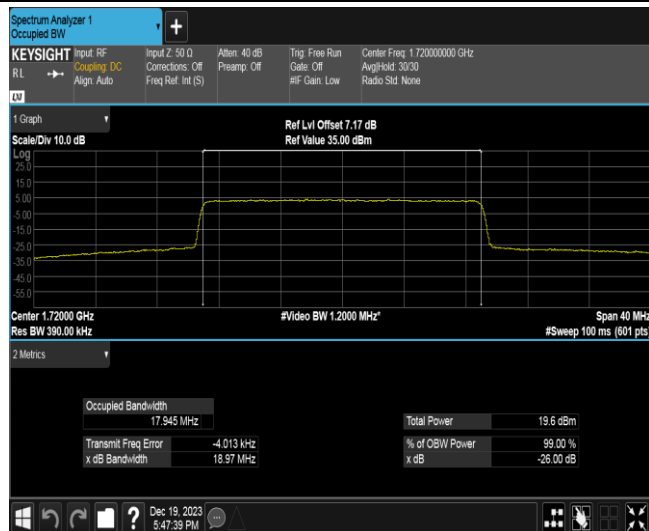 Spectrum Analyzer 1
Occupied BW
+
KEYSIGHT
RL
Input: RF
Coupling: DC
Align: Auto
Input Z: 50 Ω
Corrections: Off
Freq Ref: Int (S)
Atten: 40 dB
Preamp: Off
Trig: Free Run
Gate: Off
#IF Gain: Low
Center Freq: 1.720000000 GHz
Avg|Hold: 30/30
Radio Std: None
1 Graph
Scale/Div 10.0 dB
Ref Lvl Offset 7.17 dB
Ref Value 35.00 dBm
Log
25.0
15.0
5.00
-5.00
-15.0
-25.0
-35.0
-45.0
-55.0
Center 1.72000 GHz
#Video BW 1.2000 MHz*
Span 40 MHz
Res BW 390.00 kHz
#Sweep 100 ms (601 pts)
2 Metrics
Occupied Bandwidth
17.945 MHz
Total Power 19.6 dBm
Transmit Freq Error -4.013 kHz
% of OBW Power 99.00 %
x dB Bandwidth 18.97 MHz
x dB -26.00 dB
?
Dec 19, 2023
5:47:39 PM